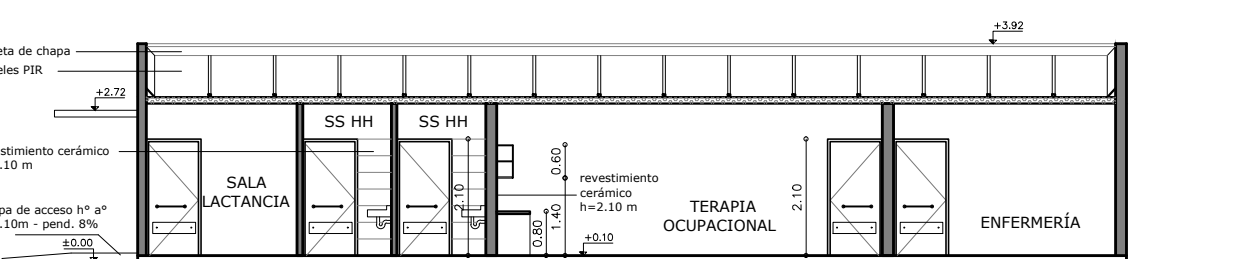 +3.92
eta de chapa
eles PIR
+2.72
SS HH
SS HH
stimiento cerámico
.10 m
0.60
revestimiento
cerámico
h=2.10 m
SALA
LACTANCIA
2.10
2.10
TERAPIA
OCUPACIONAL
ENFERMERÍA
pa de acceso h° a°
.10m - pend. 8%
1.40
0.80
±0.00
+0.10